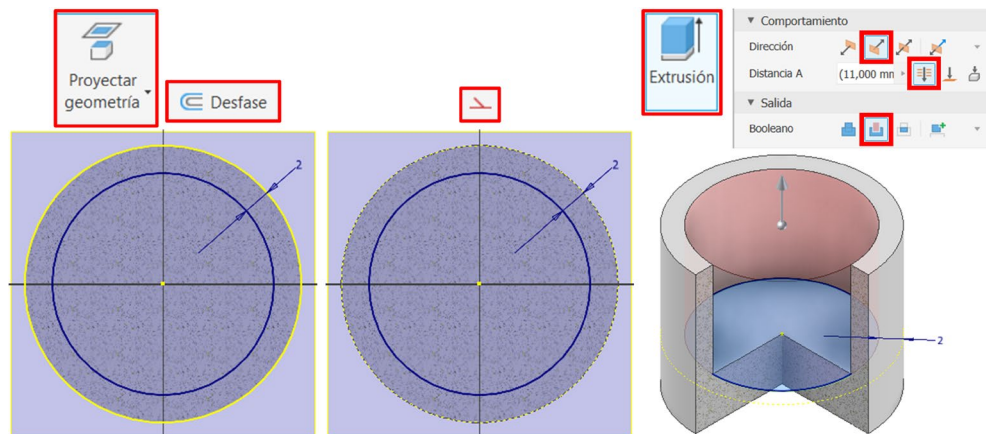 Proyectar
geometría
Desfase
2
2
Extrusión
Comportamiento
Dirección
Distancia A
(11,000 mm
Salida
Booleano
2